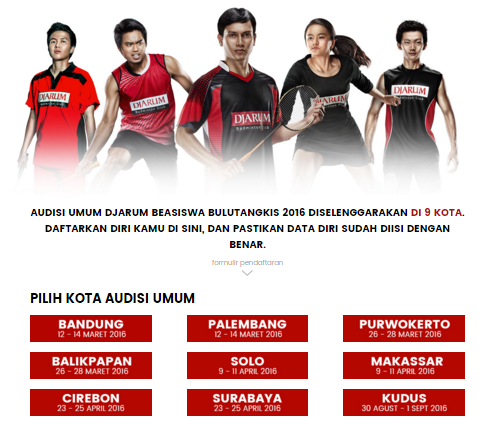 DJARUM
DJARUM
DJARUM
DJARUM
DJARUM
AUDISI UMUM DJARUM BEASISWA BULUTANGKIS 2016 DISELENGGARAKAN DI 9 KOTA.
DAFTARKAN DIRI KAMU DI SINI, DAN PASTIKAN DATA DIRI SUDAH DIISI DENGAN
BENAR.
formulir pendaftaran
PILIH KOTA AUDISI UMUM
BANDUNG
12 - 14 MARET 2016
PALEMBANG
12 - 14 MARET 2016
PURWOKERTO
26 - 28 MARET 2016
BALIKPAPAN
26 - 28 MARET 2016
SOLO
9 - 11 APRIL 2016
MAKASSAR
9 - 11 APRIL 2016
CIREBON
23 - 25 APRIL 2016
SURABAYA
23 - 25 APRIL 2016
KUDUS
30 AGUST - 1 SEPT 2016